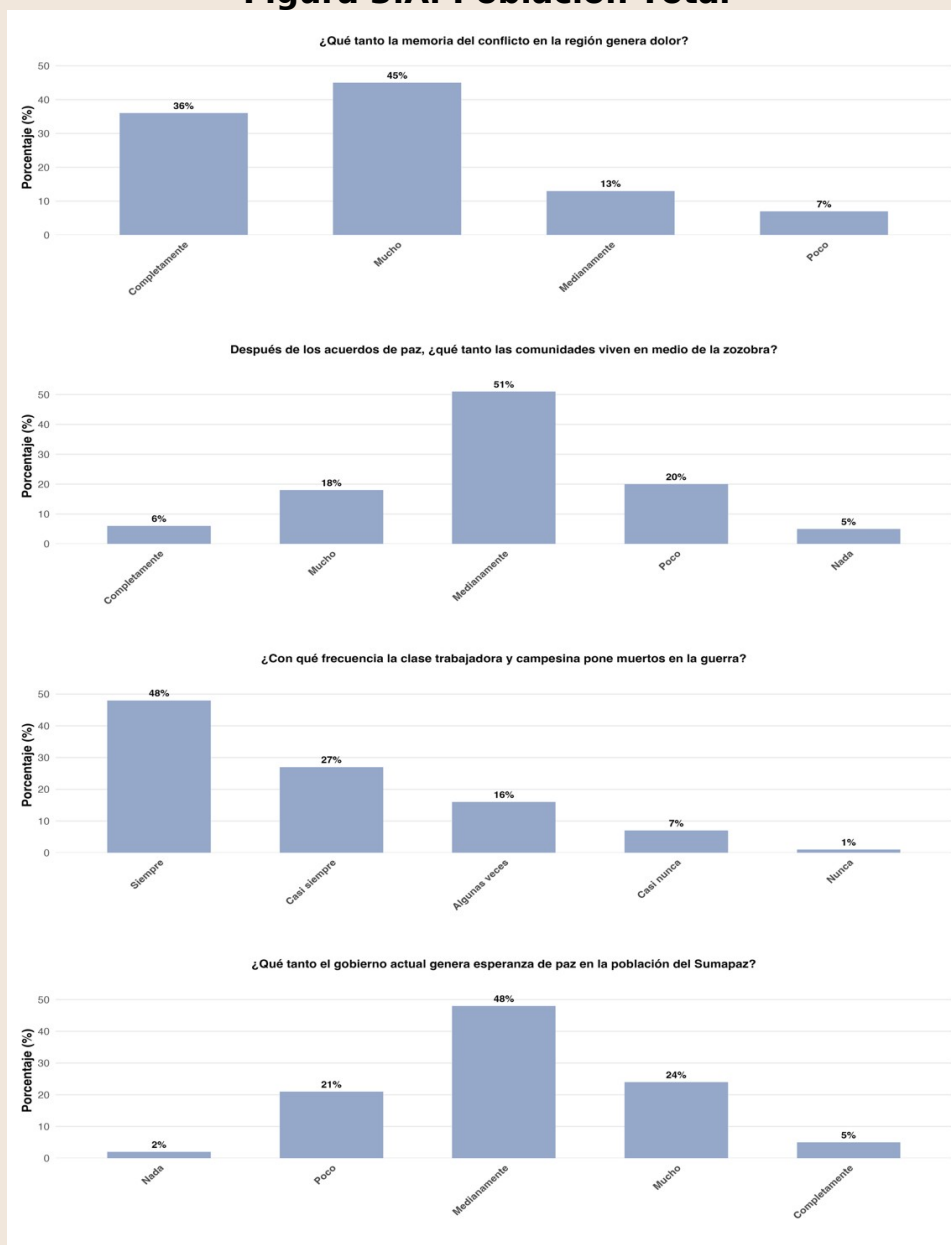 Figura 5.A. Población Total
¿Qué tanto la memoria del conflicto en la región genera dolor?
Porcentaje (%)
50
40
30
20
10
0
36%
45%
13%
7%
Completamente
Mucho
Medianamente
Poco
Después de los acuerdos de paz, ¿qué tanto las comunidades viven en medio de la zozobra?
Porcentaje (%)
50
40
30
20
10
0
6%
18%
51%
20%
5%
Completamente
Mucho
Medianamente
Poco
Nada
¿Con qué frecuencia la clase trabajadora y campesina pone muertos en la guerra?
Porcentaje (%)
50
40
30
20
10
0
48%
27%
16%
7%
1%
Siempre
Casi siempre
Algunas veces
Casi nunca
Nunca
¿Qué tanto el gobierno actual genera esperanza de paz en la población del Sumapaz?
Porcentaje (%)
50
40
30
20
10
0
2%
21%
48%
24%
5%
Nada
Poco
Medianamente
Mucho
Completamente